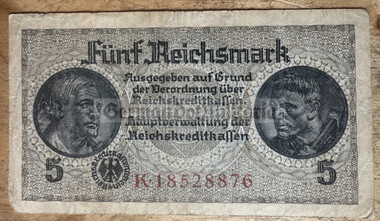 Fünf Reichsmark
Ausgegeben auf Grund
der Verordnung über
Reichskreditkassen.
Hauptverwaltung der
Reichskreditkassen
5 5
K·18528876